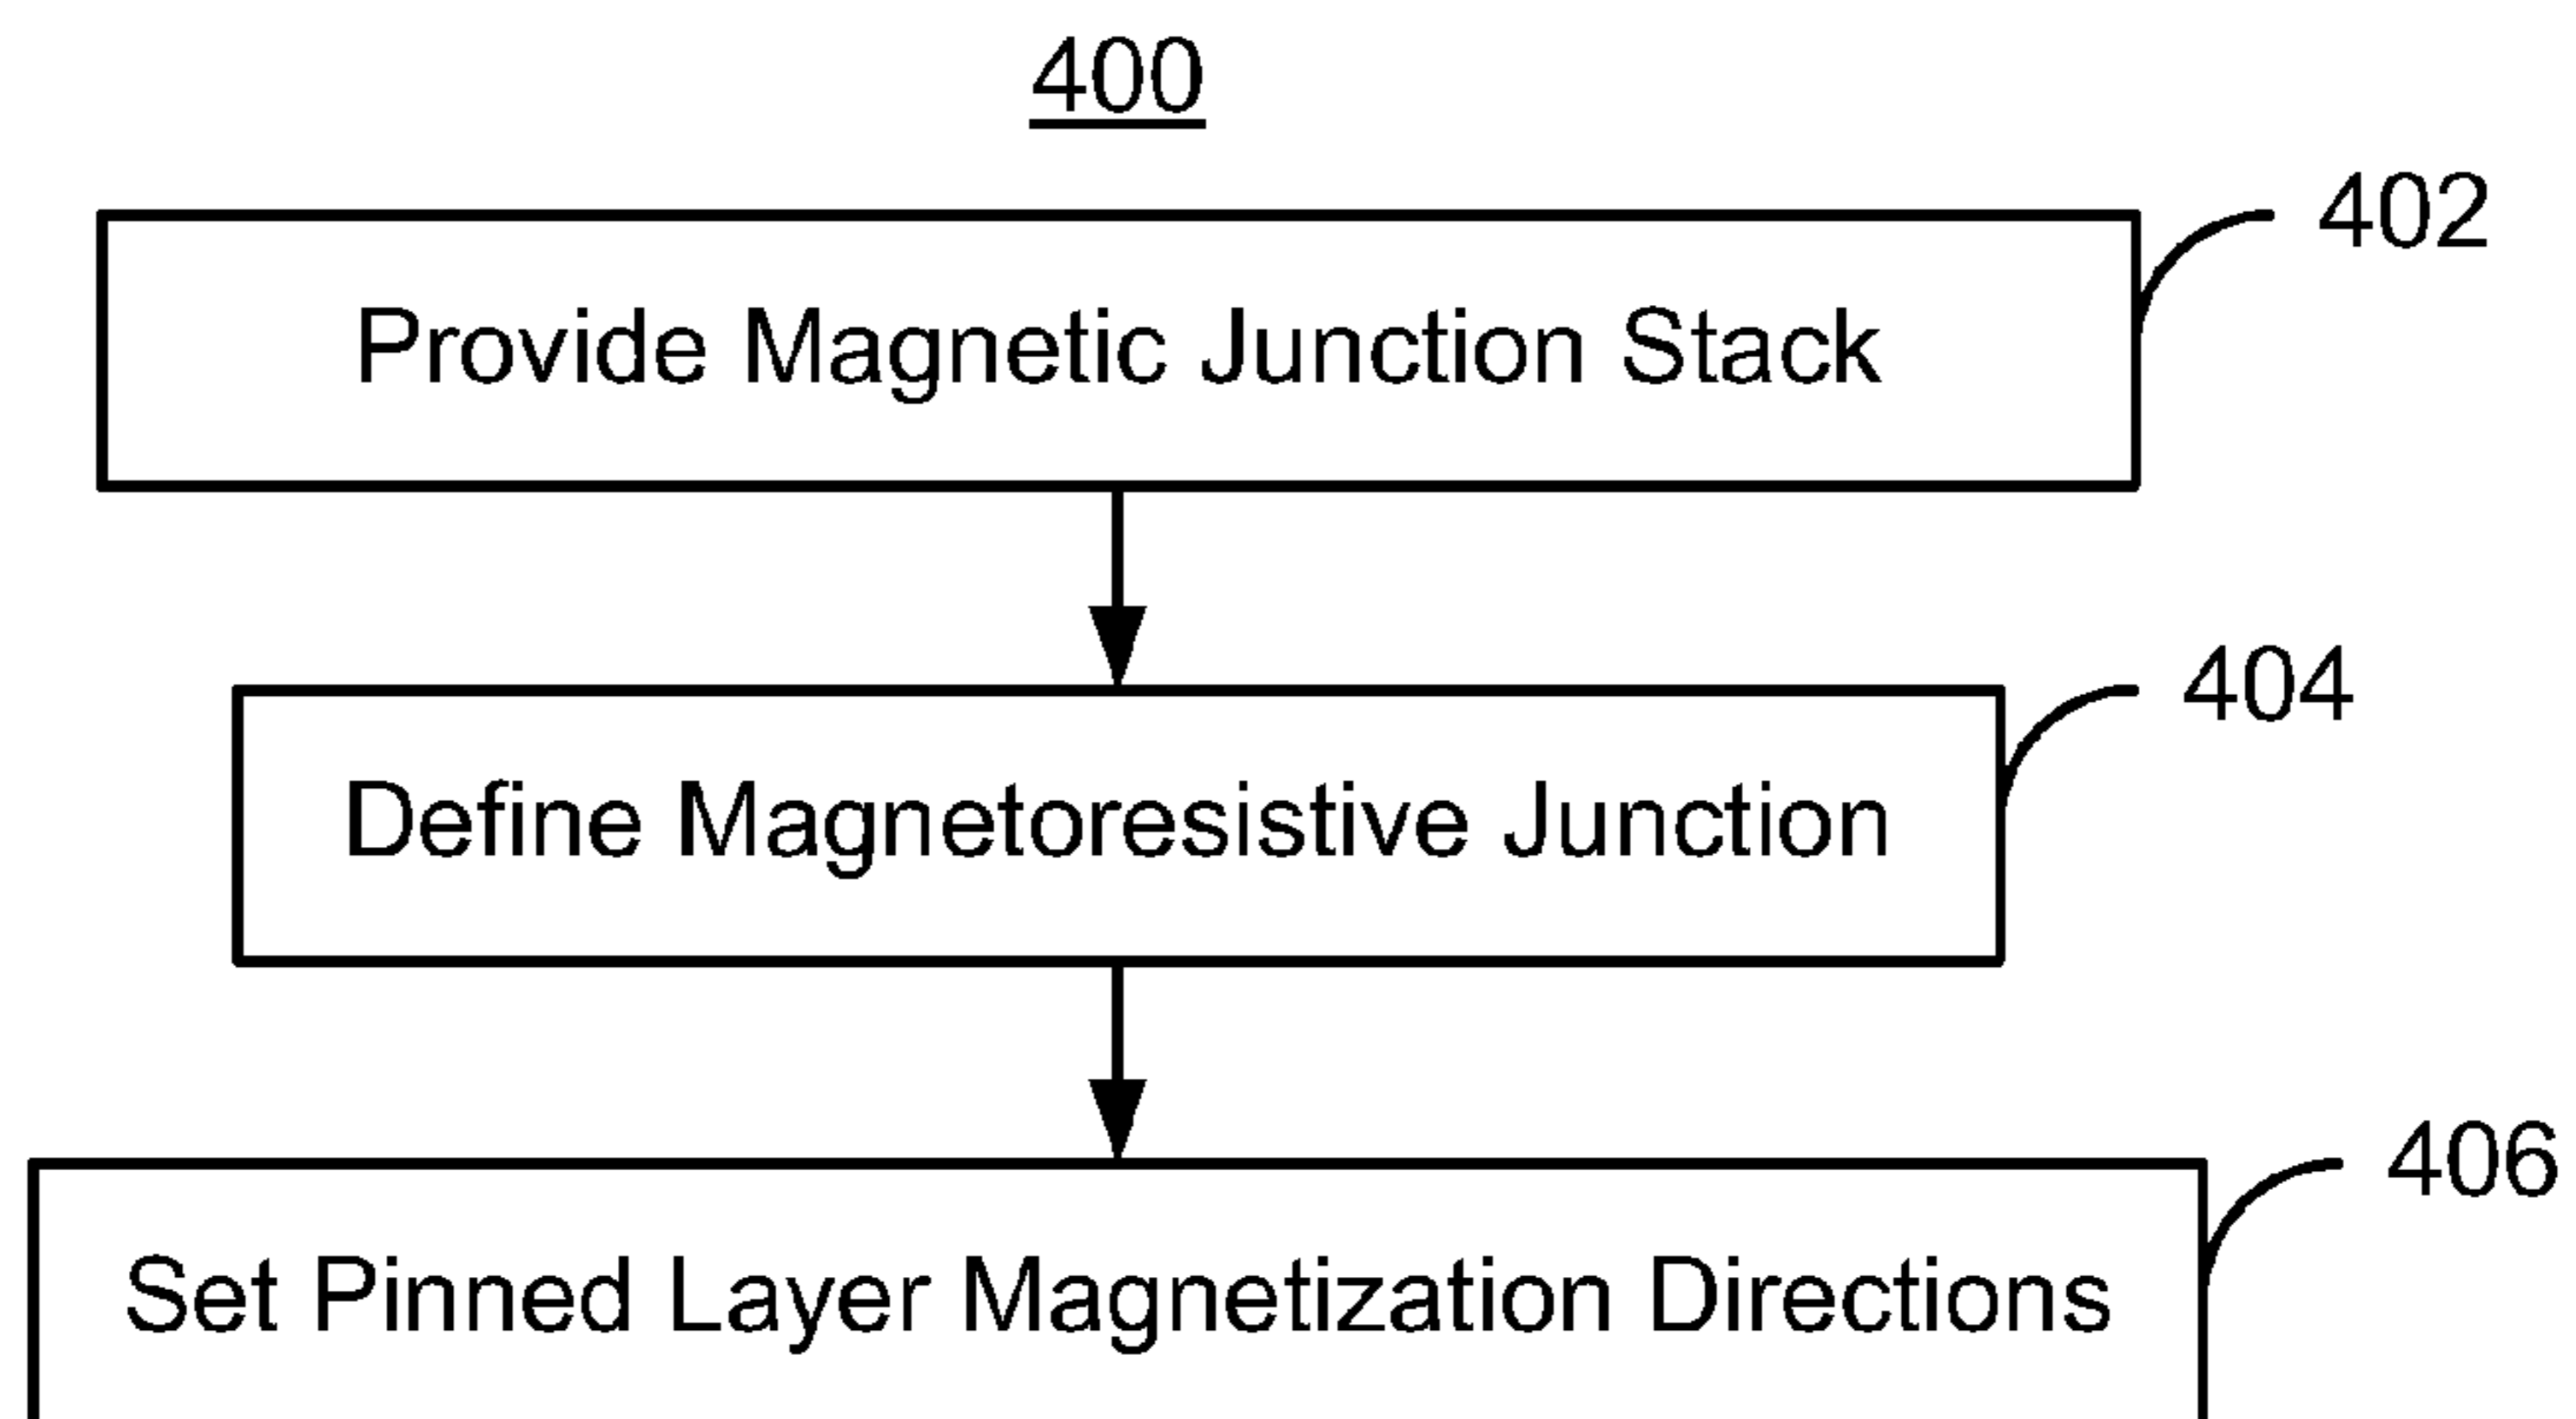 400
402
Provide Magnetic Junction Stack
404
Define Magnetoresistive Junction
406
Set Pinned Layer Magnetization Directions